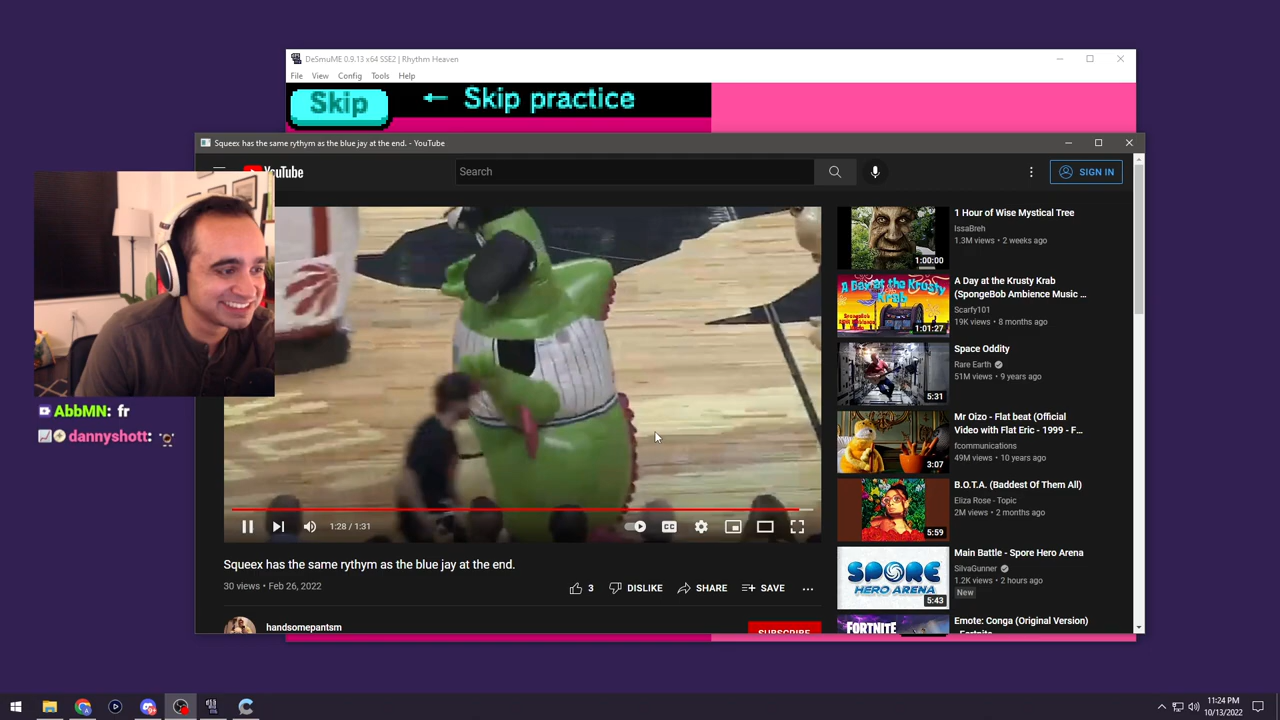 DeSmuME 0.9.13 x64 SSE2 | Rhythm Heaven
File View Config Tools Help
Skip ← Skip practice
Squeex has the same rythym as the blue jay at the end. - YouTube
YouTube
Search
SIGN IN
1 Hour of Wise Mystical Tree
IssaBreh
1.3M views • 2 weeks ago
1:00:00
A Day at the Krusty Krab
A Day at the Krusty Krab
(SpongeBob Ambience Music ...
Scarfy101
19K views • 8 months ago
1:01:27
Space Oddity
Rare Earth
51M views • 9 years ago
5:31
Mr Oizo - Flat beat (Official
Video with Flat Eric - 1999 - F...
fcommunications
49M views • 10 years ago
3:07
B.O.T.A. (Baddest Of Them All)
Eliza Rose - Topic
2M views • 2 months ago
5:59
Main Battle - Spore Hero Arena
SilvaGunner
1.2K views • 2 hours ago
New
SPORE
HERO ARENA
5:43
Emote: Conga (Original Version)
- Fortnite
FORTNITE
AbbMN: fr
dannyshott:
1:28 / 1:31
CC
Squeex has the same rythym as the blue jay at the end.
30 views • Feb 26, 2022
3 DISLIKE SHARE SAVE ...
handsomepantsm
SUBSCRIBE
11:24 PM
10/13/2022